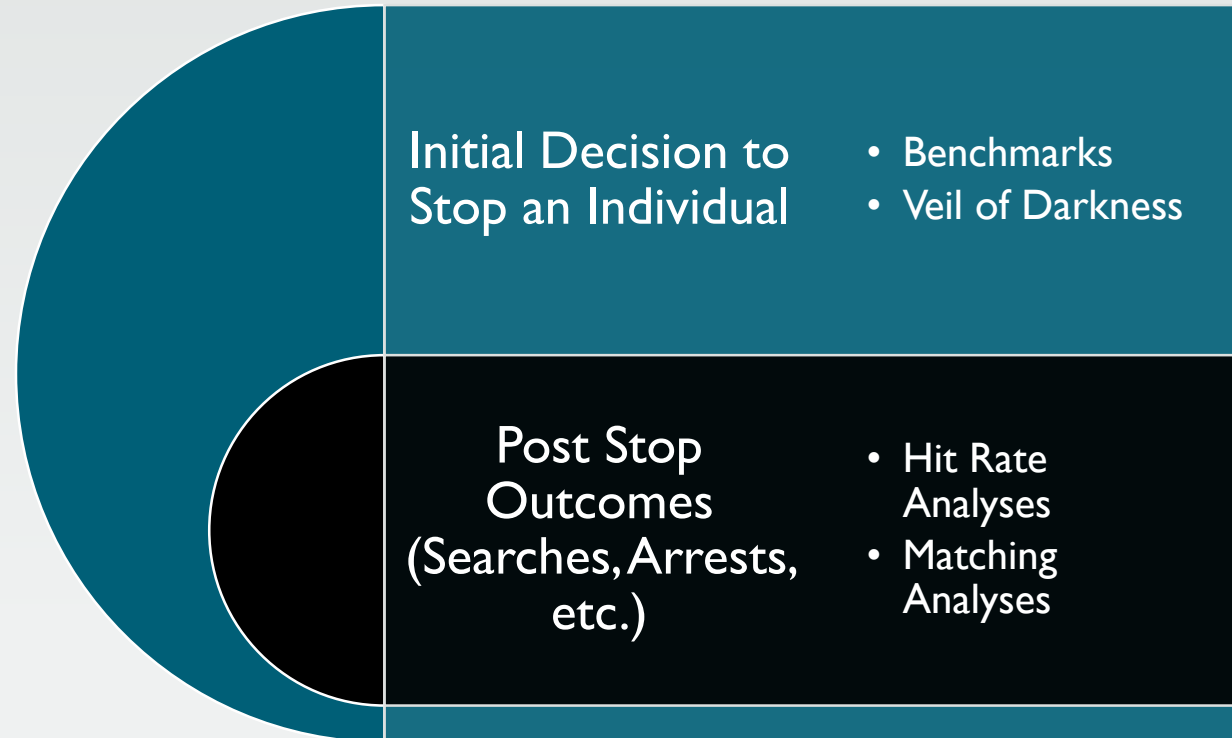 Initial Decision to
Stop an Individual
• Benchmarks
• Veil of Darkness
Post Stop
Outcomes
(Searches, Arrests,
etc.)
• Hit Rate
Analyses
• Matching
Analyses